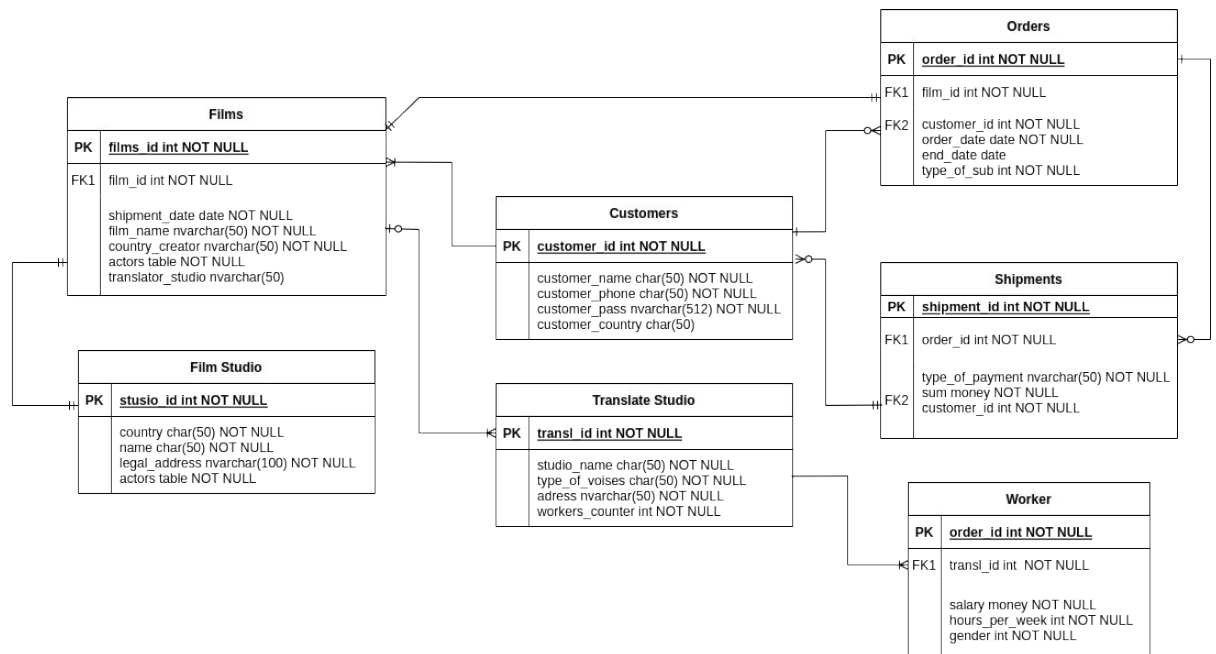 Orders
PK order_id int NOT NULL
FK1 film_id int NOT NULL
FK2 customer_id int NOT NULL
order_date date NOT NULL
end_date date
type_of_sub int NOT NULL
Films
PK films_id int NOT NULL
FK1 film_id int NOT NULL
shipment_date date NOT NULL
film_name nvarchar(50) NOT NULL
country_creator nvarchar(50) NOT NULL
actors table NOT NULL
translator_studio nvarchar(50)
Customers
PK customer_id int NOT NULL
customer_name char(50) NOT NULL
customer_phone char(50) NOT NULL
customer_pass nvarchar(512) NOT NULL
customer_country char(50)
Shipments
PK shipment_id int NOT NULL
FK1 order_id int NOT NULL
type_of_payment nvarchar(50) NOT NULL
sum money NOT NULL
FK2 customer_id int NOT NULL
Film Studio
PK stusio_id int NOT NULL
country char(50) NOT NULL
name char(50) NOT NULL
legal_address nvarchar(100) NOT NULL
actors table NOT NULL
Translate Studio
PK transl_id int NOT NULL
studio_name char(50) NOT NULL
type_of_voises char(50) NOT NULL
adress nvarchar(50) NOT NULL
workers_counter int NOT NULL
Worker
PK order_id int NOT NULL
FK1 transl_id int NOT NULL
salary money NOT NULL
hours_per_week int NOT NULL
gender int NOT NULL